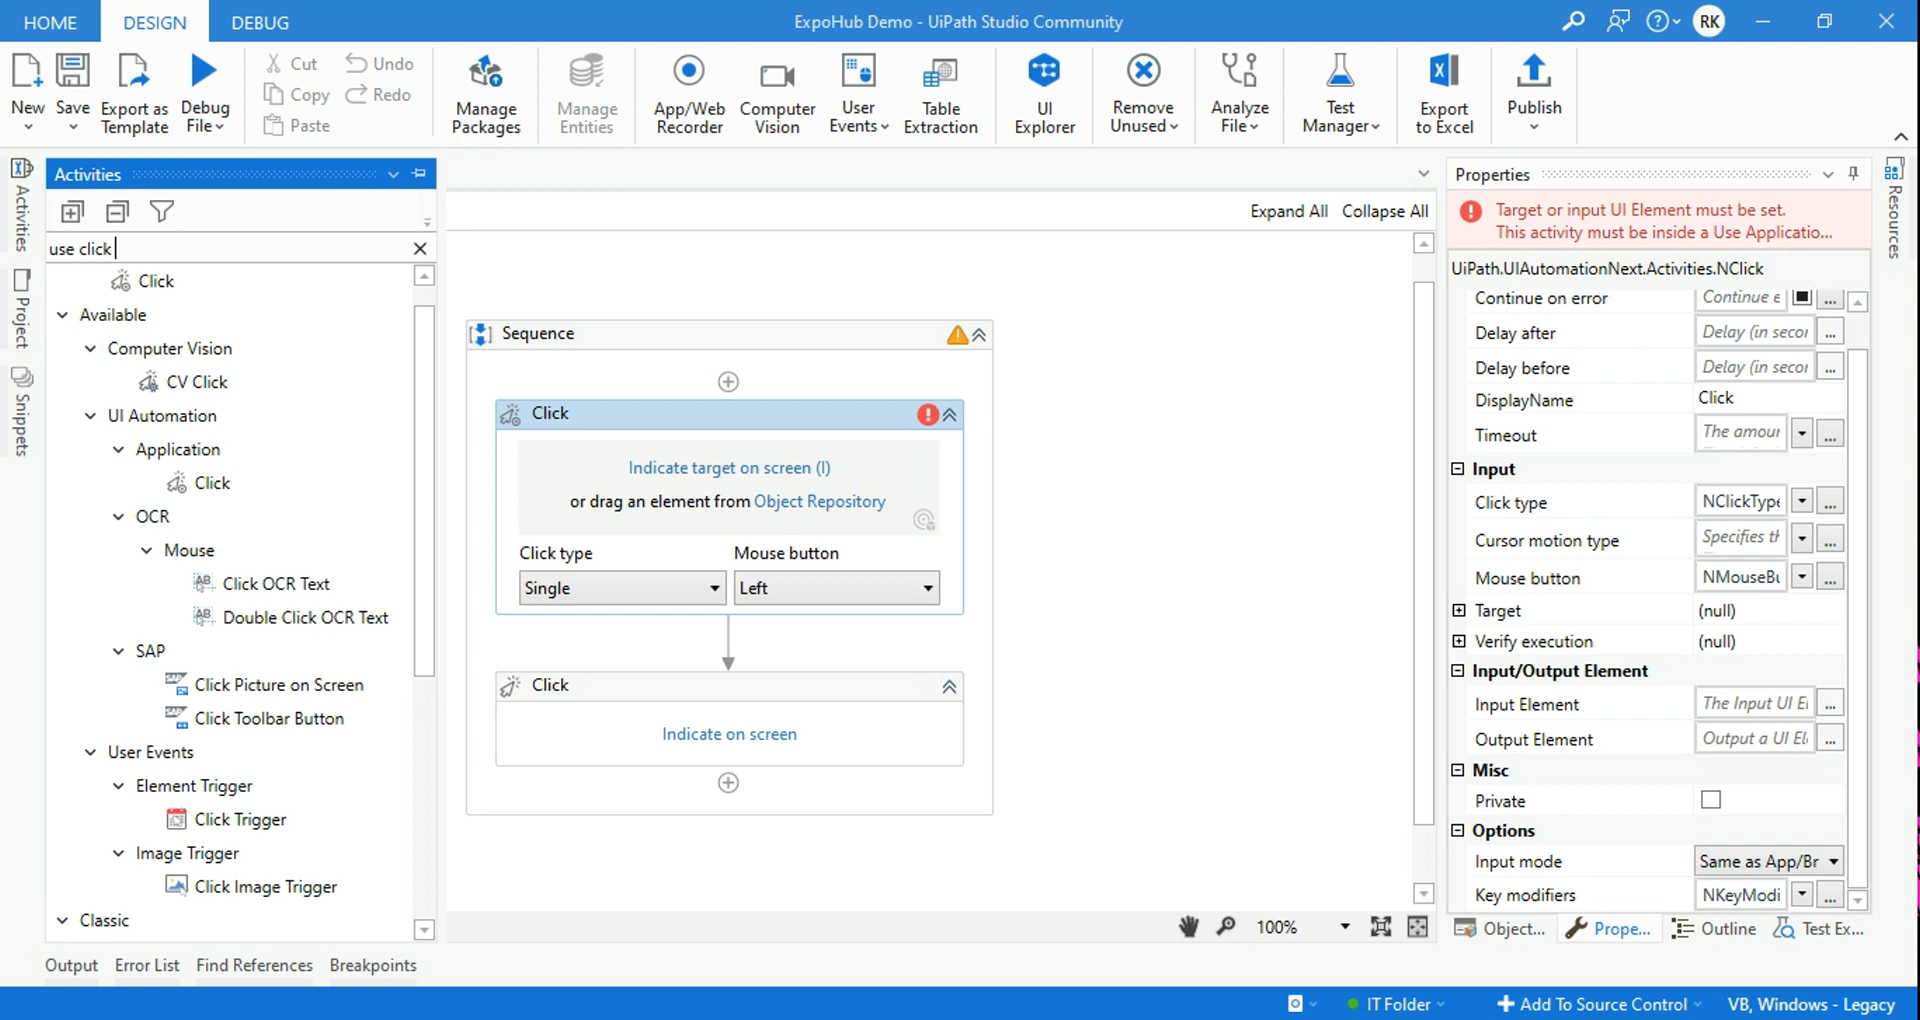 HOME DESIGN DEBUG ExpoHub Demo - UiPath Studio Community RK
New Save Export as Template Debug File Cut Copy Paste Undo Redo Manage Packages Manage Entities App/Web Recorder Computer Vision User Events Table Extraction UI Explorer Remove Unused Analyze File Test Manager Export to Excel Publish
Activities
Project
Snippets
Activities
use click
Click
Available
Computer Vision
CV Click
UI Automation
Application
Click
OCR
Mouse
Click OCR Text
Double Click OCR Text
SAP
Click Picture on Screen
Click Toolbar Button
User Events
Element Trigger
Click Trigger
Image Trigger
Click Image Trigger
Classic
Expand All Collapse All
Sequence
Click
Indicate target on screen (I)
or drag an element from Object Repository
Click type Mouse button
Single Left
Click
Indicate on screen
100%
Properties
Target or input UI Element must be set.
This activity must be inside a Use Applicatio...
UiPath.UIAutomationNext.Activities.NClick
Continue on error Continue e ...
Delay after Delay (in secor ...
Delay before Delay (in secor ...
DisplayName Click
Timeout The amour ...
Input
Click type NClickType ...
Cursor motion type Specifies th ...
Mouse button NMouseBu ...
Target (null)
Verify execution (null)
Input/Output Element
Input Element The Input UI El ...
Output Element Output a UI Ele ...
Misc
Private
Options
Input mode Same as App/Br
Key modifiers NKeyModi ...
Object... Prope... Outline Test Ex...
Resources
Output Error List Find References Breakpoints
IT Folder Add To Source Control VB, Windows - Legacy